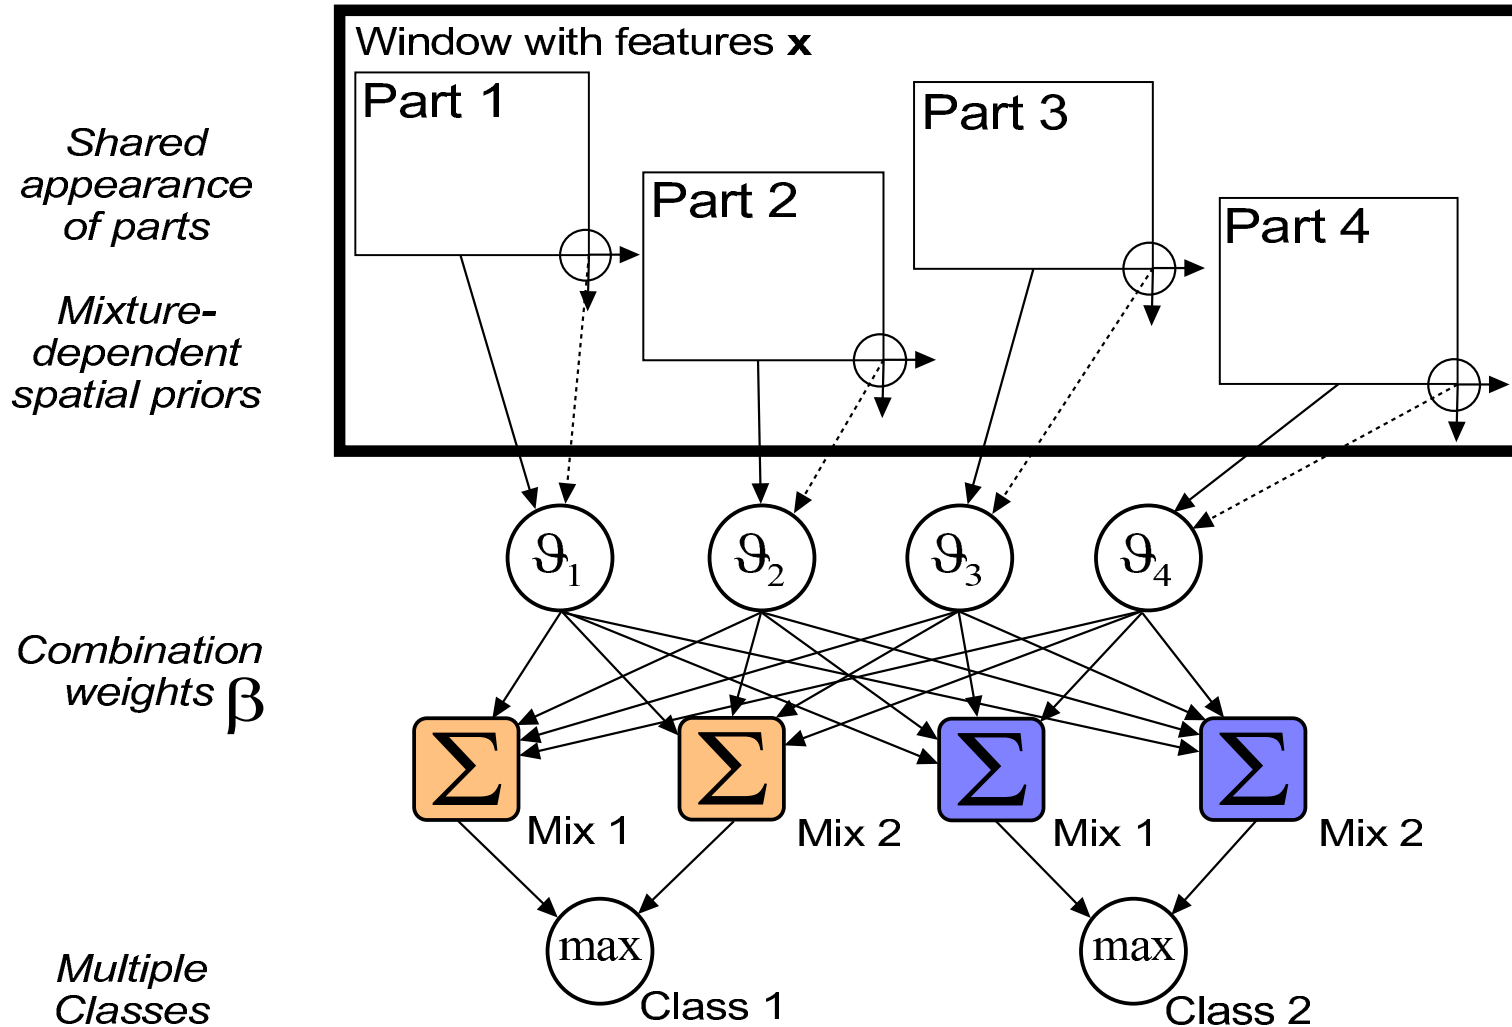 Window with features x
Part 1
Part 2
Part 3
Part 4
Shared
appearance
of parts
Mixture-
dependent
spatial priors
ϑ1
ϑ2
ϑ3
ϑ4
Combination
weights β
Σ
Σ
Σ
Σ
Mix 1
Mix 2
Mix 1
Mix 2
max
max
Multiple
Classes
Class 1
Class 2